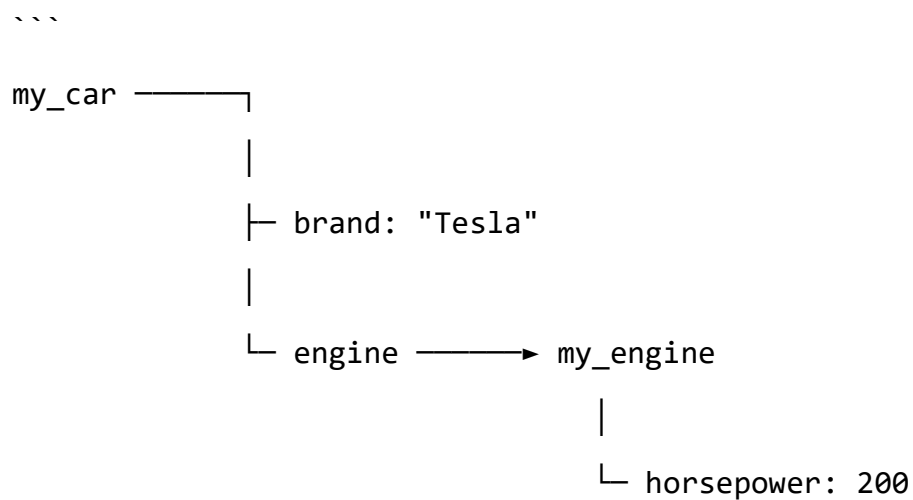 ```
my_car ──────┐
│
├─ brand: "Tesla"
│
└─ engine ──────► my_engine
│
└─ horsepower: 200